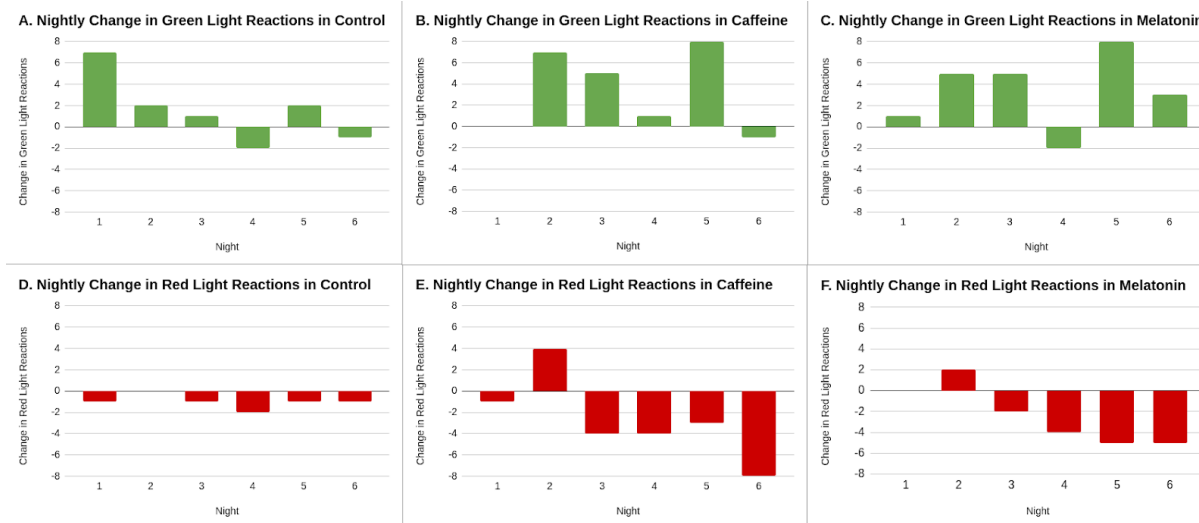 A. Nightly Change in Green Light Reactions in Control
Change in Green Light Reactions
8
6
4
2
0
-2
-4
-6
-8
1 2 3 4 5 6
Night
B. Nightly Change in Green Light Reactions in Caffeine
Change in Green Light Reactions
8
6
4
2
0
-2
-4
-6
-8
1 2 3 4 5 6
Night
C. Nightly Change in Green Light Reactions in Melatonin
Change in Green Light Reactions
8
6
4
2
0
-2
-4
-6
-8
1 2 3 4 5 6
Night
D. Nightly Change in Red Light Reactions in Control
Change in Red Light Reactions
8
6
4
2
0
-2
-4
-6
-8
1 2 3 4 5 6
Night
E. Nightly Change in Red Light Reactions in Caffeine
Change in Red Light Reactions
8
6
4
2
0
-2
-4
-6
-8
1 2 3 4 5 6
Night
F. Nightly Change in Red Light Reactions in Melatonin
Change in Red Light Reactions
8
6
4
2
0
-2
-4
-6
-8
1 2 3 4 5 6
Night